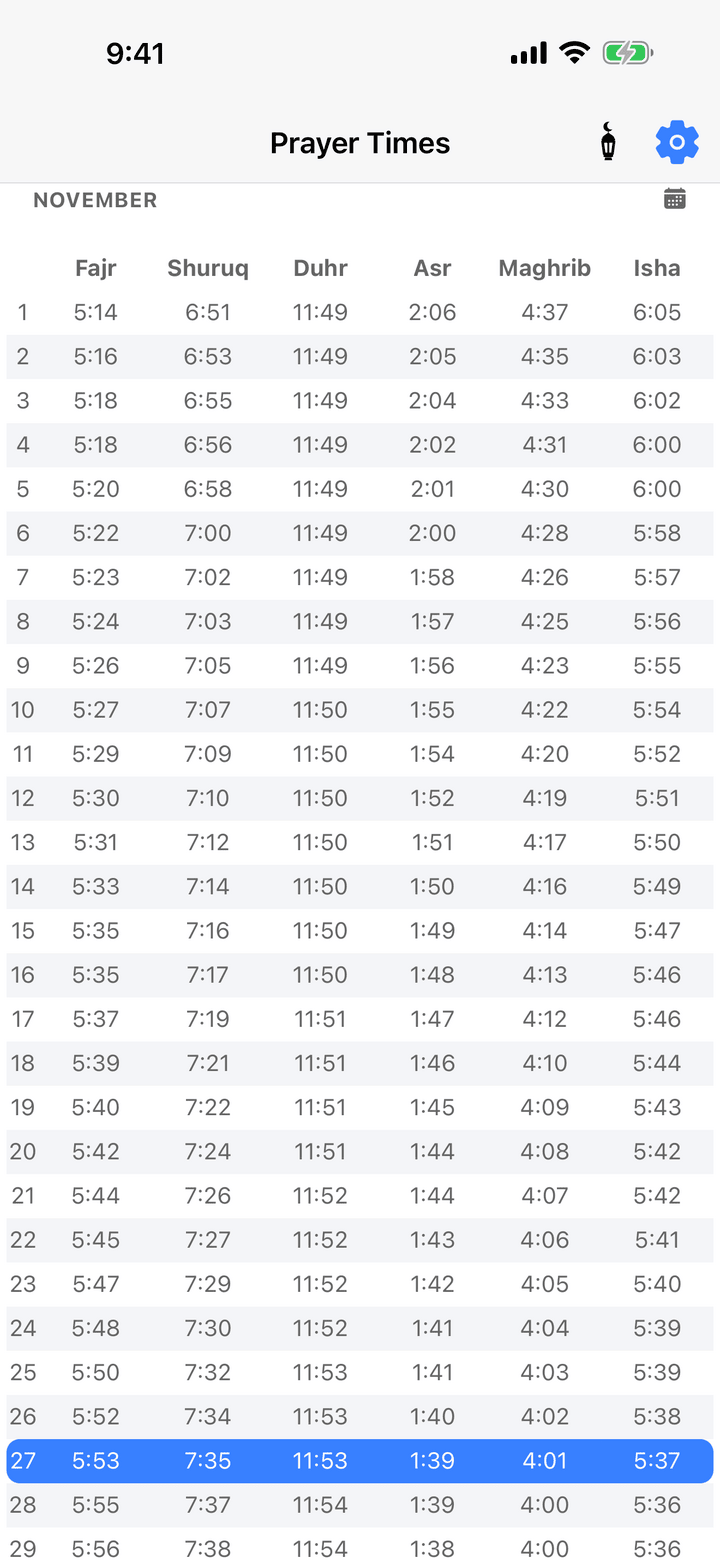 9:41
Prayer Times
NOVEMBER
Fajr Shuruq Duhr Asr Maghrib Isha
1 5:14 6:51 11:49 2:06 4:37 6:05
2 5:16 6:53 11:49 2:05 4:35 6:03
3 5:18 6:55 11:49 2:04 4:33 6:02
4 5:18 6:56 11:49 2:02 4:31 6:00
5 5:20 6:58 11:49 2:01 4:30 6:00
6 5:22 7:00 11:49 2:00 4:28 5:58
7 5:23 7:02 11:49 1:58 4:26 5:57
8 5:24 7:03 11:49 1:57 4:25 5:56
9 5:26 7:05 11:49 1:56 4:23 5:55
10 5:27 7:07 11:50 1:55 4:22 5:54
11 5:29 7:09 11:50 1:54 4:20 5:52
12 5:30 7:10 11:50 1:52 4:19 5:51
13 5:31 7:12 11:50 1:51 4:17 5:50
14 5:33 7:14 11:50 1:50 4:16 5:49
15 5:35 7:16 11:50 1:49 4:14 5:47
16 5:35 7:17 11:50 1:48 4:13 5:46
17 5:37 7:19 11:51 1:47 4:12 5:46
18 5:39 7:21 11:51 1:46 4:10 5:44
19 5:40 7:22 11:51 1:45 4:09 5:43
20 5:42 7:24 11:51 1:44 4:08 5:42
21 5:44 7:26 11:52 1:44 4:07 5:42
22 5:45 7:27 11:52 1:43 4:06 5:41
23 5:47 7:29 11:52 1:42 4:05 5:40
24 5:48 7:30 11:52 1:41 4:04 5:39
25 5:50 7:32 11:53 1:41 4:03 5:39
26 5:52 7:34 11:53 1:40 4:02 5:38
27 5:53 7:35 11:53 1:39 4:01 5:37
28 5:55 7:37 11:54 1:39 4:00 5:36
29 5:56 7:38 11:54 1:38 4:00 5:36